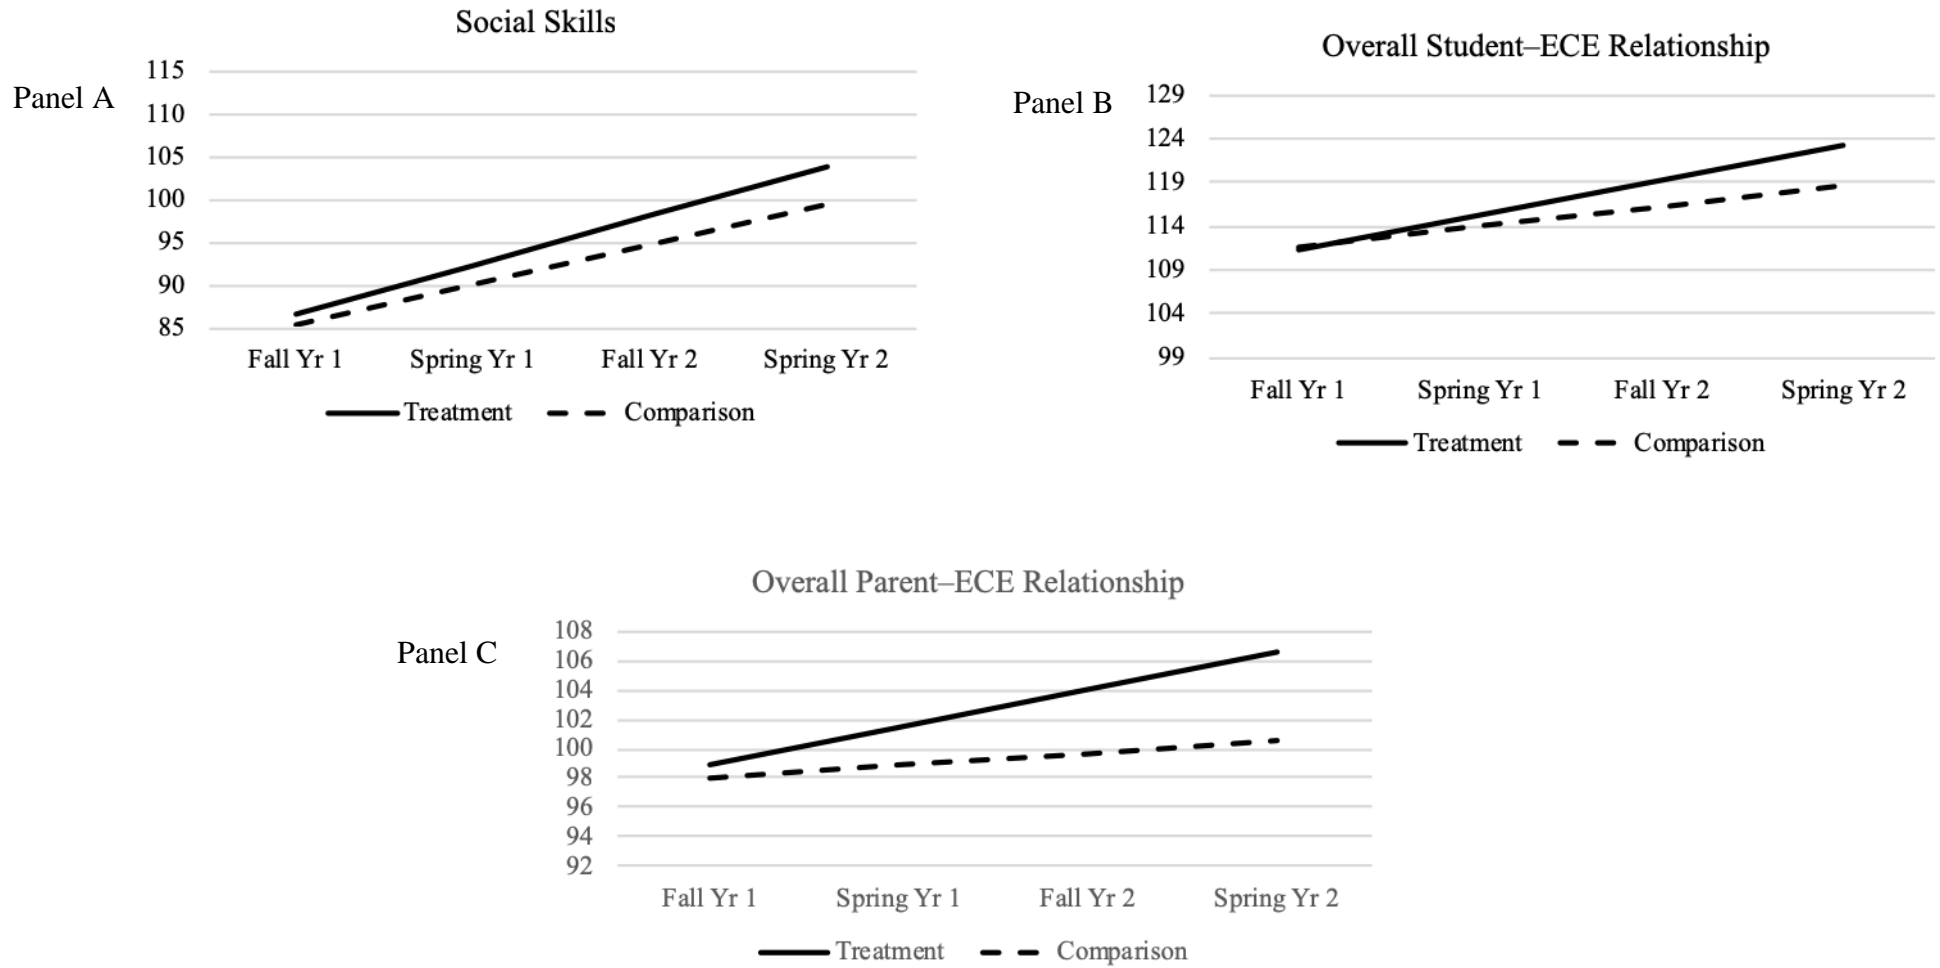 Social Skills
Panel A
115
110
105
100
95
90
85
Fall Yr 1 Spring Yr 1 Fall Yr 2 Spring Yr 2
Treatment Comparison
Overall Student–ECE Relationship
Panel B
129
124
119
114
109
104
99
Fall Yr 1 Spring Yr 1 Fall Yr 2 Spring Yr 2
Treatment Comparison
Overall Parent–ECE Relationship
Panel C
108
106
104
102
100
98
96
94
92
Fall Yr 1 Spring Yr 1 Fall Yr 2 Spring Yr 2
Treatment Comparison